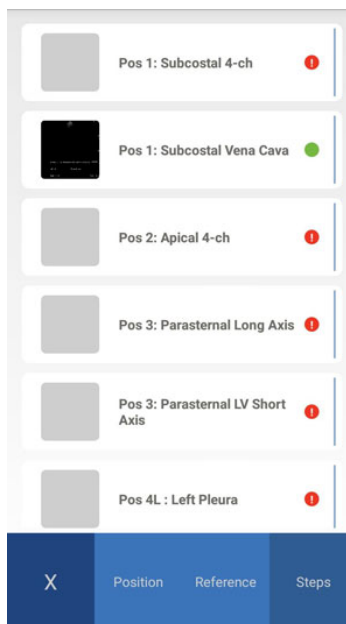 Pos 1: Subcostal 4-ch
Pos 1: Subcostal Vena Cava
Pos 2: Apical 4-ch
Pos 3: Parasternal Long Axis
Pos 3: Parasternal LV Short
Axis
Pos 4L : Left Pleura
X Position Reference Steps